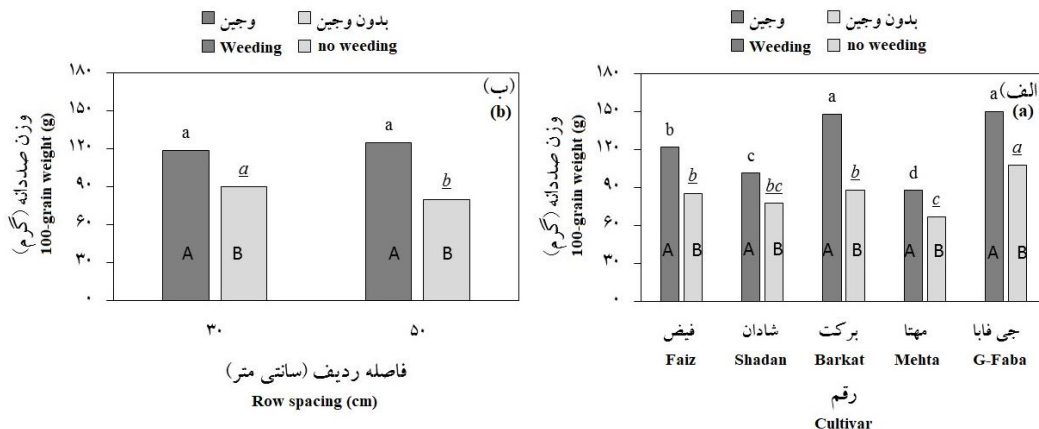 وجین بدون وجین
Weeding no weeding
(الف)
(a)
وزن صددانه (گرم)
100-grain weight (g)
۱۸۰
۱۵۰
۱۲۰
۹۰
۶۰
۳۰
۰
b b c bc a b d c a a
A B A B A B A B A B
فیض شادان برکت مهتا جی فابا
Faiz Shadan Barkat Mehta G-Faba
رقم
Cultivar
وجین بدون وجین
Weeding no weeding
(ب)
(b)
وزن صددانه (گرم)
100-grain weight (g)
۱۸۰
۱۵۰
۱۲۰
۹۰
۶۰
۳۰
۰
a a a b
A B A B
۳۰ ۵۰
فاصله ردیف (سانتی متر)
Row spacing (cm)